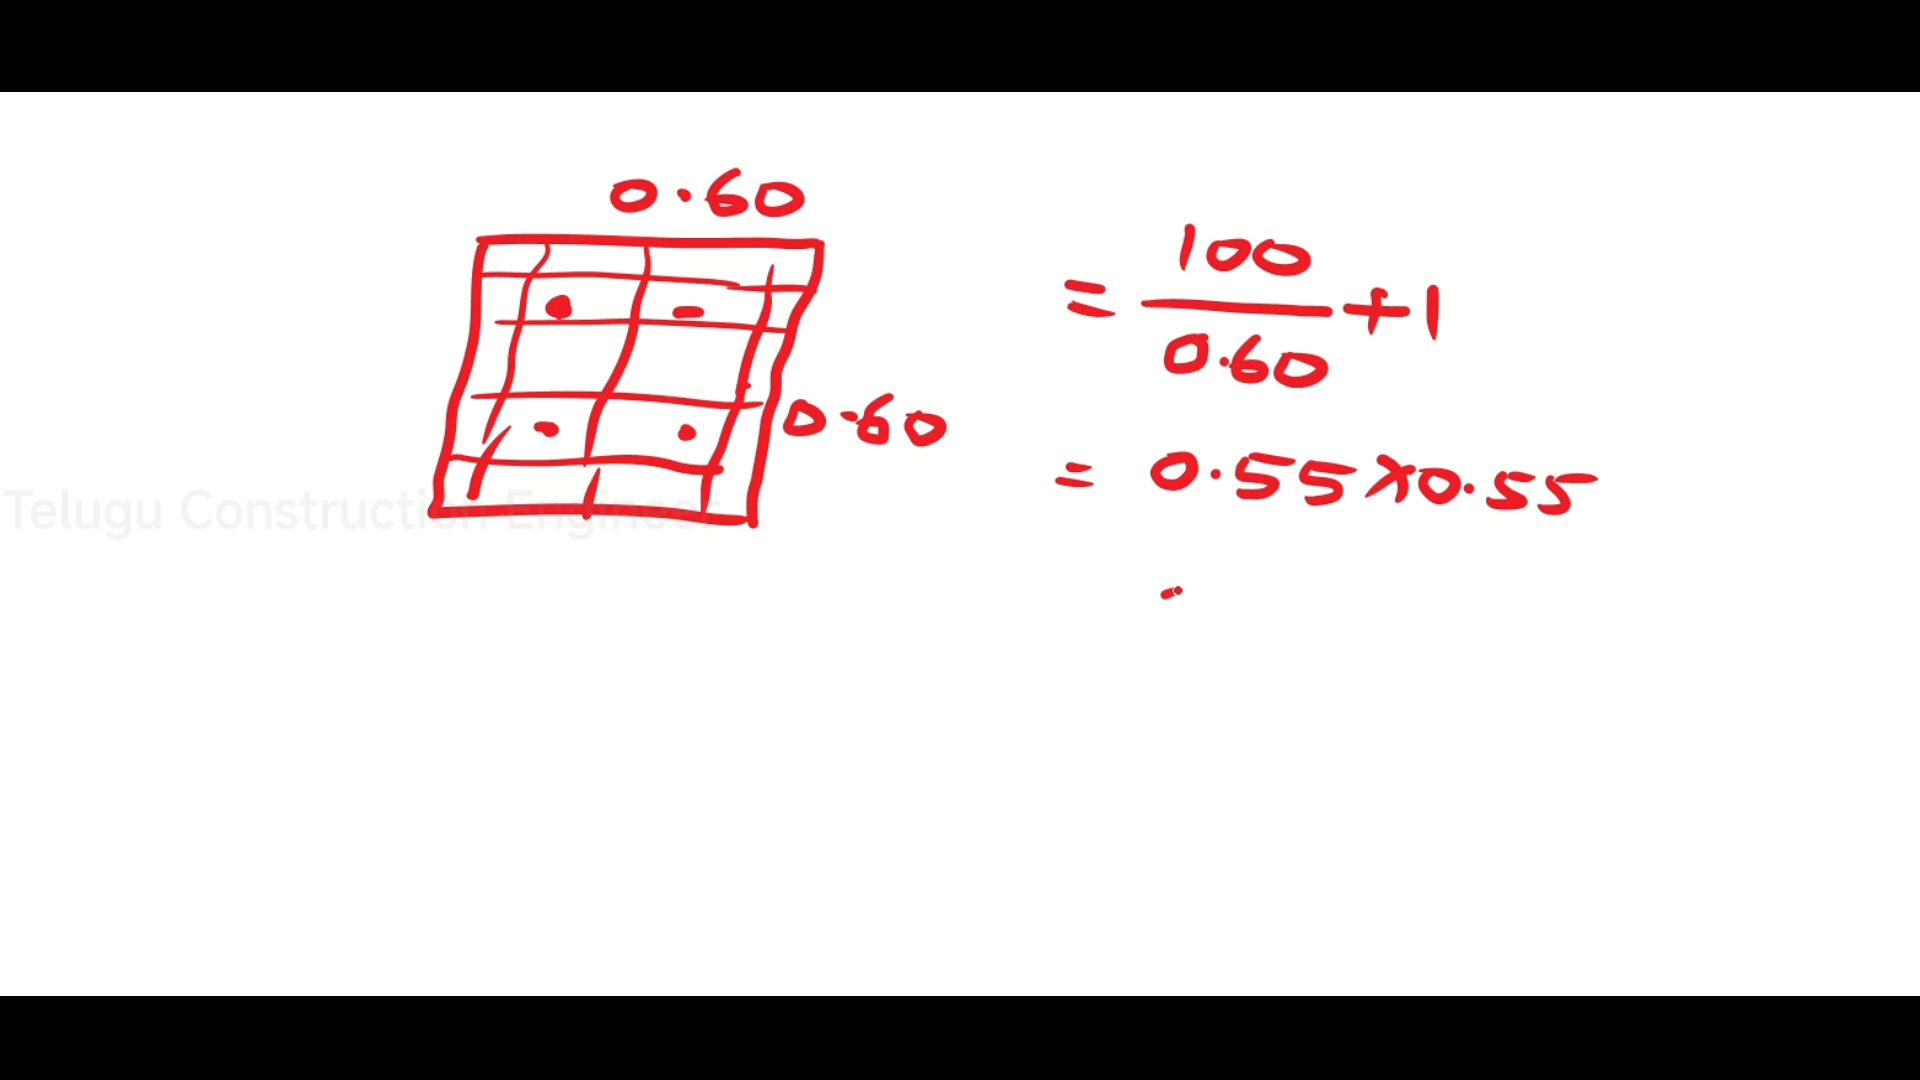 0.60
0.60
= 100/0.60 + 1
= 0.55 x 0.55
Telugu Construction Engineer